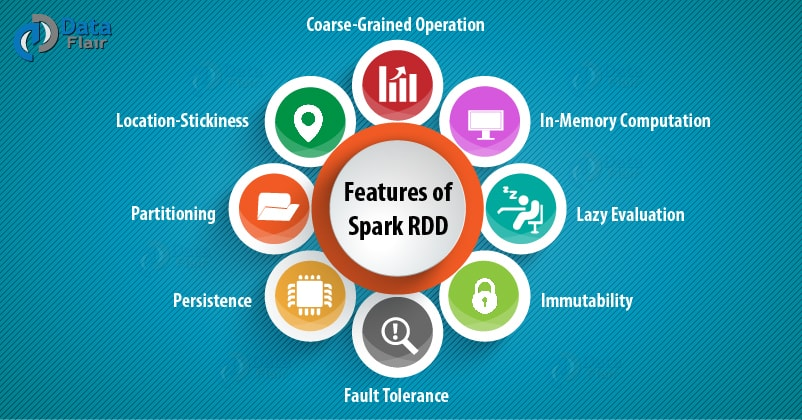 Data
Flair
Coarse-Grained Operation
Location-Stickiness
In-Memory Computation
Features of
Spark RDD
Partitioning
Lazy Evaluation
zz
Persistence
Immutability
!
Fault Tolerance